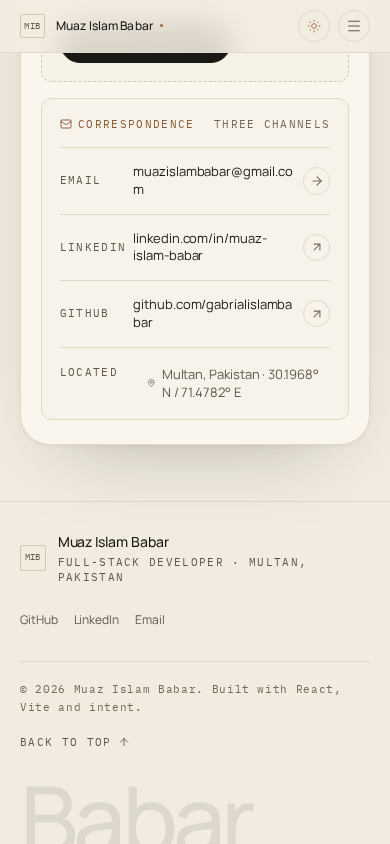 MIB Muaz Islam Babar
CORRESPONDENCE THREE CHANNELS
EMAIL muazislambabar@gmail.co
m
LINKEDIN linkedin.com/in/muaz-
islam-babar
GITHUB github.com/gabrialislamba
bar
LOCATED Multan, Pakistan · 30.1968°
N / 71.4782° E
MIB Muaz Islam Babar
FULL-STACK DEVELOPER · MULTAN,
PAKISTAN
GitHub LinkedIn Email
© 2026 Muaz Islam Babar. Built with React,
Vite and intent.
BACK TO TOP ↑
Babar